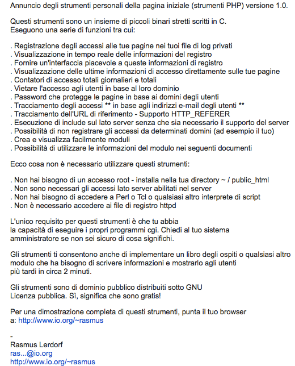 Annuncio degli strumenti personali della pagina iniziale (strumenti PHP) versione 1.0.
Questi strumenti sono un insieme di piccoli binari stretti scritti in C.
Eseguono una serie di funzioni tra cui:
. Registrazione degli accessi alle tue pagine nei tuoi file di log privati
. Visualizzazione in tempo reale delle informazioni del registro
. Fornire un'interfaccia piacevole a queste informazioni di registro
. Visualizzazione delle ultime informazioni di accesso direttamente sulle tue pagine
. Contatori di accesso totali giornalieri e totali
. Vietare l'accesso agli utenti in base al loro dominio
. Password che protegge le pagine in base ai domini degli utenti
. Tracciamento degli accessi ** in base agli indirizzi e-mail degli utenti **
. Tracciamento dell'URL di riferimento - Supporto HTTP_REFERER
. Esecuzione di include sul lato server senza che sia necessario il supporto del server
. Possibilità di non registrare gli accessi da determinati domini (ad esempio il tuo)
. Crea e visualizza facilmente moduli
. Possibilità di utilizzare le informazioni del modulo nei seguenti documenti
Ecco cosa non è necessario utilizzare questi strumenti:
. Non hai bisogno di un accesso root - installa nella tua directory ~ / public_html
. Non sono necessari gli accessi lato server abilitati nel server
. Non hai bisogno di accedere a Perl o Tcl o qualsiasi altro interprete di script
. Non è necessario accedere ai file di registro httpd
L'unico requisito per questi strumenti è che tu abbia
la capacità di eseguire i propri programmi cgi. Chiedi al tuo sistema
amministratore se non sei sicuro di cosa significhi.
Gli strumenti ti consentono anche di implementare un libro degli ospiti o qualsiasi altro
modulo che ha bisogno di scrivere informazioni e mostrarlo agli utenti
più tardi in circa 2 minuti.
Gli strumenti sono di dominio pubblico distribuiti sotto GNU
Licenza pubblica. Sì, significa che sono gratis!
Per una dimostrazione completa di questi strumenti, punta il tuo browser
a: http://www.io.org/~rasmus
-
Rasmus Lerdorf
ras...@io.org
http://www.io.org/~rasmus